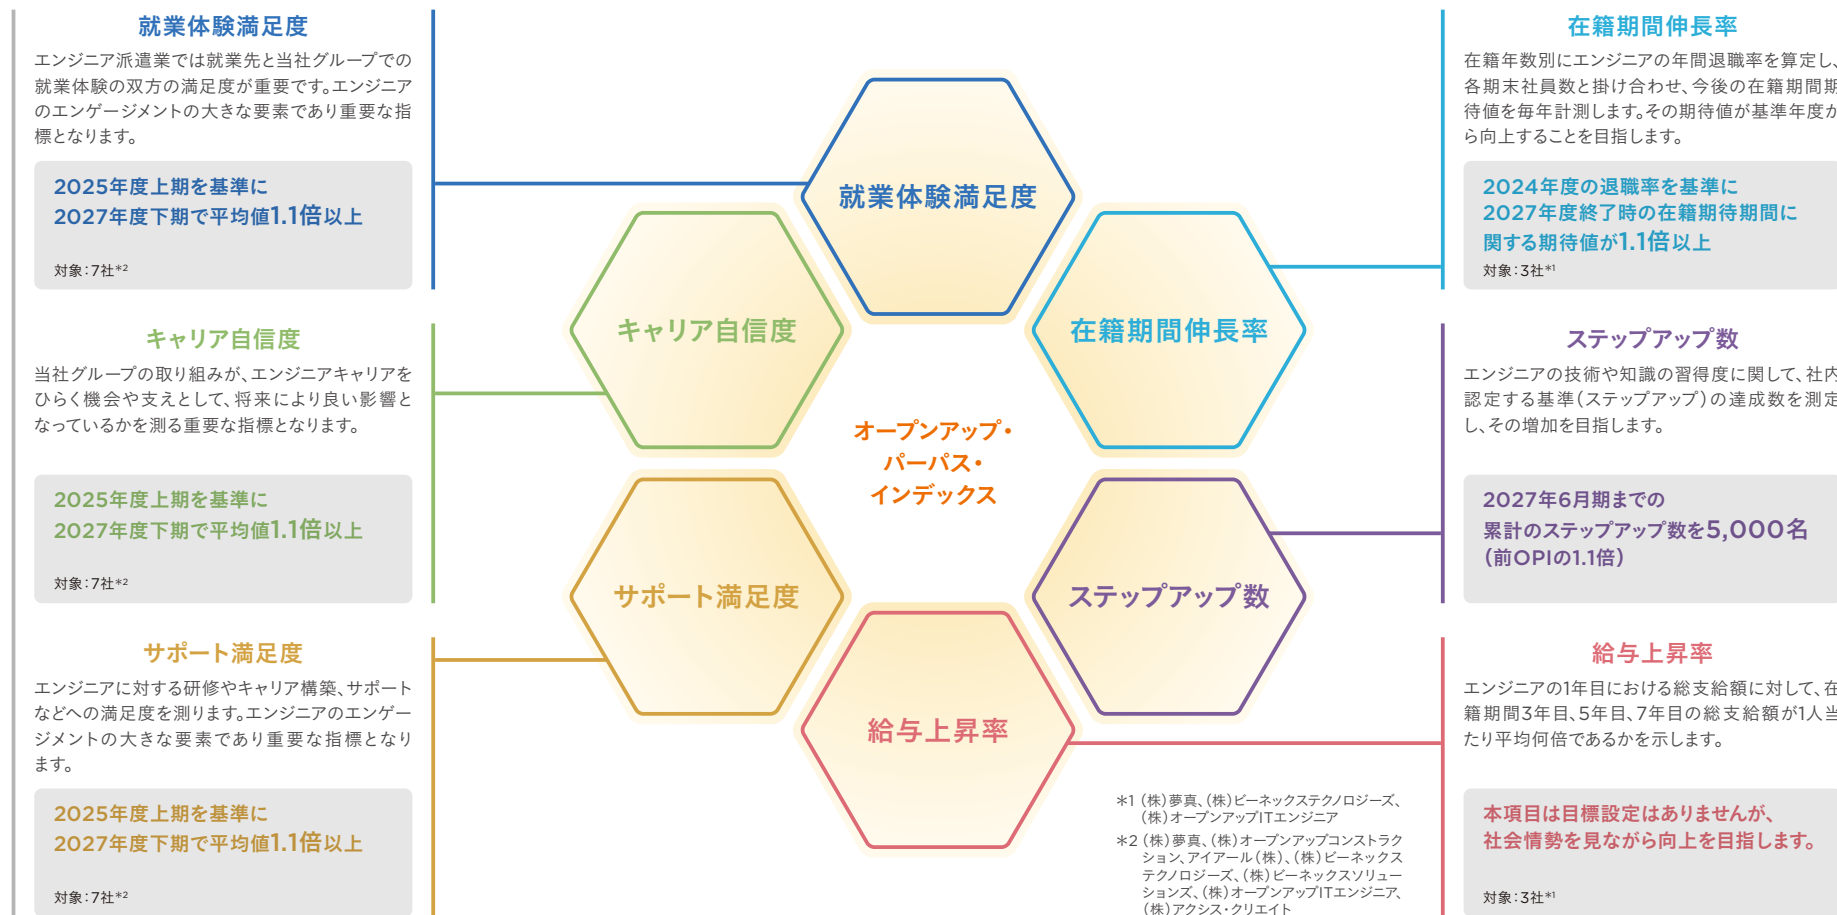 就業体験満足度
エンジニア派遣業では就業先と当社グループでの
就業体験の双方の満足度が重要です。エンジニア
のエンゲージメントの大きな要素であり重要な指
標となります。
2025年度上期を基準に
2027年度下期で平均値1.1倍以上
対象：7社*2
キャリア自信度
当社グループの取り組みが、エンジニアキャリアを
ひらく機会や支えとして、将来により良い影響と
なっているかを測る重要な指標となります。
2025年度上期を基準に
2027年度下期で平均値1.1倍以上
対象：7社*2
サポート満足度
エンジニアに対する研修やキャリア構築、サポート
などへの満足度を測ります。エンジニアのエンゲー
ジメントの大きな要素であり重要な指標となり
ます。
2025年度上期を基準に
2027年度下期で平均値1.1倍以上
対象：7社*2
就業体験満足度
キャリア自信度
在籍期間伸長率
オープンアップ・
パーパス・
インデックス
サポート満足度
ステップアップ数
給与上昇率
*1 （株）夢真、（株）ビーネックステクノロジーズ、
（株）オープンアップITエンジニア
*2 （株）夢真、（株）オープンアップコンストラク
ション、アイアール（株）、（株）ビーネックス
テクノロジーズ、（株）ビーネックスソリュー
ションズ、（株）オープンアップITエンジニア、
（株）アクシス・クリエイト
在籍期間伸長率
在籍年数別にエンジニアの年間退職率を算定し、
各期末社員数と掛け合わせ、今後の在籍期間期
待値を毎年計測します。その期待値が基準年度か
ら向上することを目指します。
2024年度の退職率を基準に
2027年度終了時の在籍期待期間に
関する期待値が1.1倍以上
対象：3社*1
ステップアップ数
エンジニアの技術や知識の習得度に関して、社内
認定する基準（ステップアップ）の達成数を測定
し、その増加を目指します。
2027年6月期までの
累計のステップアップ数を5,000名
（前OPIの1.1倍）
給与上昇率
エンジニアの1年目における総支給額に対して、在
籍期間3年目、5年目、7年目の総支給額が1人当
たり平均何倍であるかを示します。
本項目は目標設定はありませんが、
社会情勢を見ながら向上を目指します。
対象：3社*1